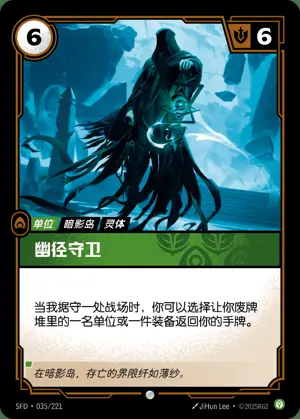 6
6
单位 暗影岛 灵体
幽径守卫
当我据守一处战场时，你可以选择让你废牌
堆里的一名单位或一件装备返回你的手牌。
在暗影岛，存亡的界限纤如薄纱。
SFD • 035/221 JiHun Lee • ©2025RGI